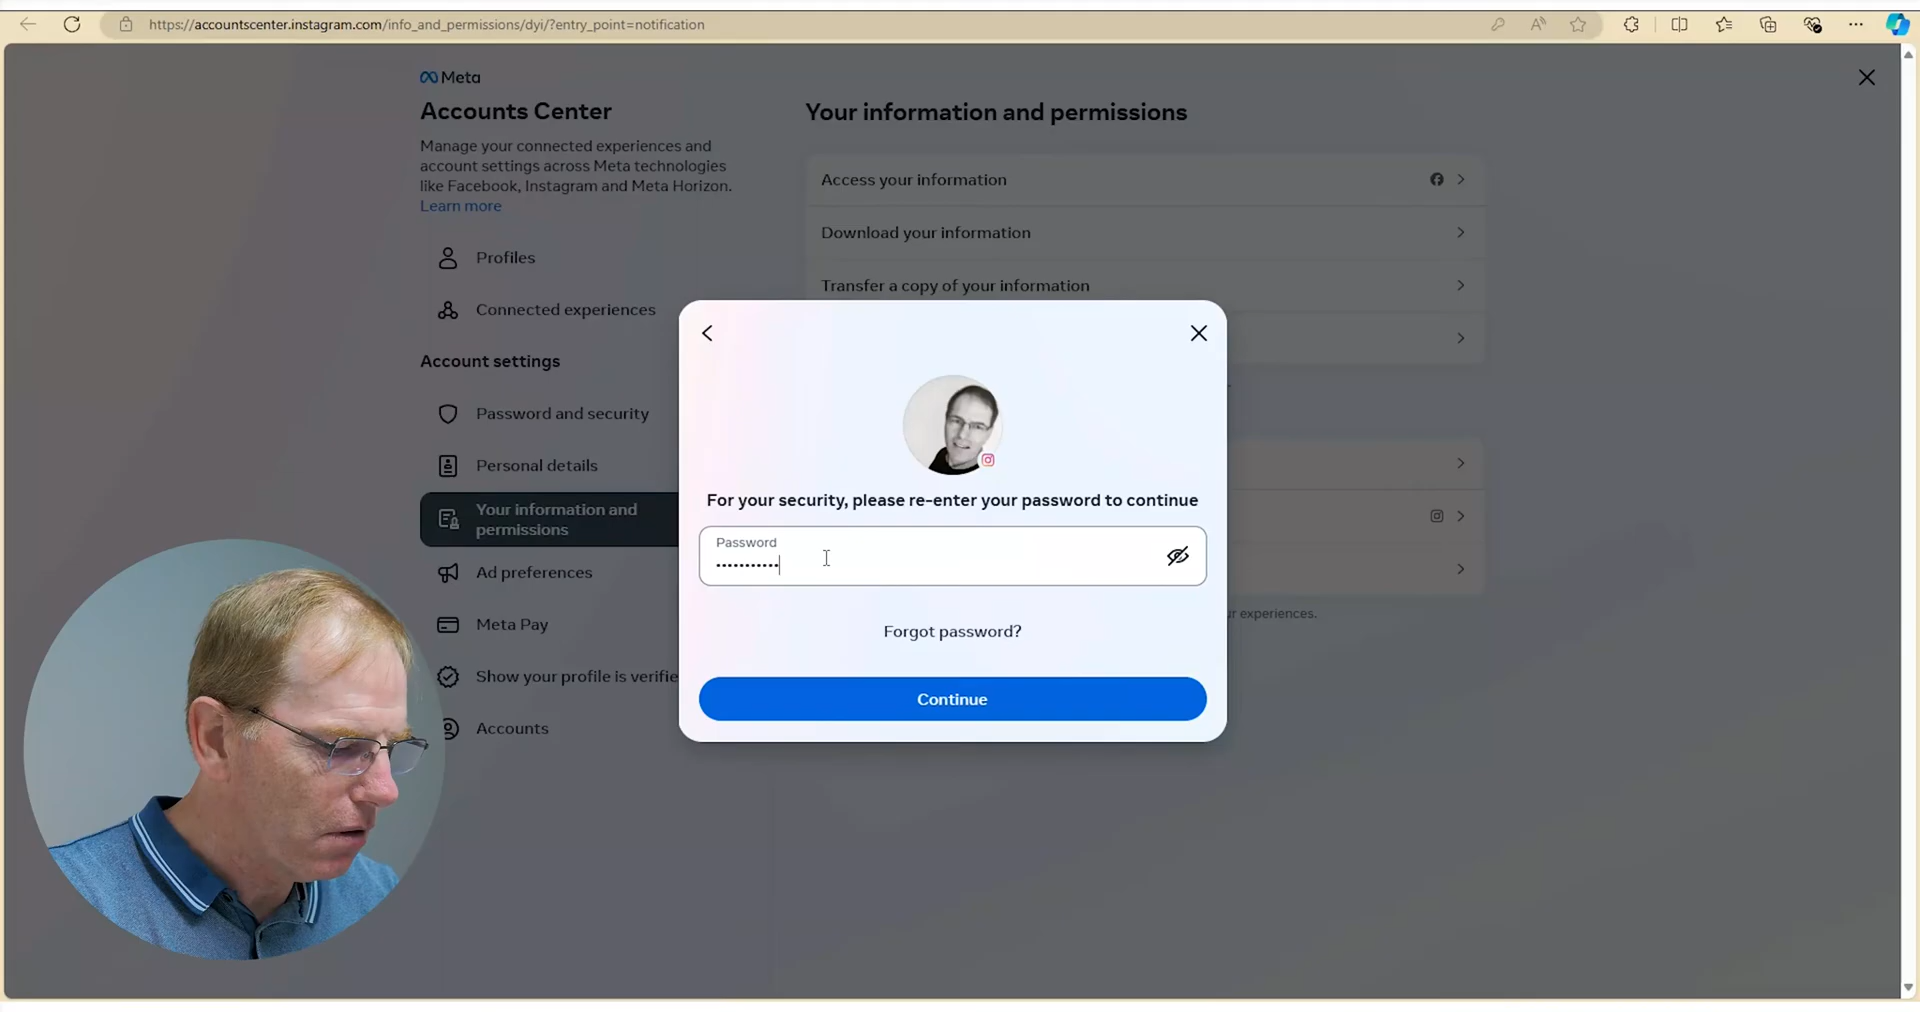 https://accountscenter.instagram.com/info_and_permissions/dyi/?entry_point=notification
Meta
Accounts Center
Manage your connected experiences and
account settings across Meta technologies
like Facebook, Instagram and Meta Horizon.
Learn more
Profiles
Connected experiences
Account settings
Password and security
Personal details
Your information and
permissions
Ad preferences
Meta Pay
Show your profile is verifie
Accounts
Your information and permissions
Access your information
Download your information
Transfer a copy of your information
For your security, please re-enter your password to continue
Password
•••••••••••
Forgot password?
Continue
r experiences.